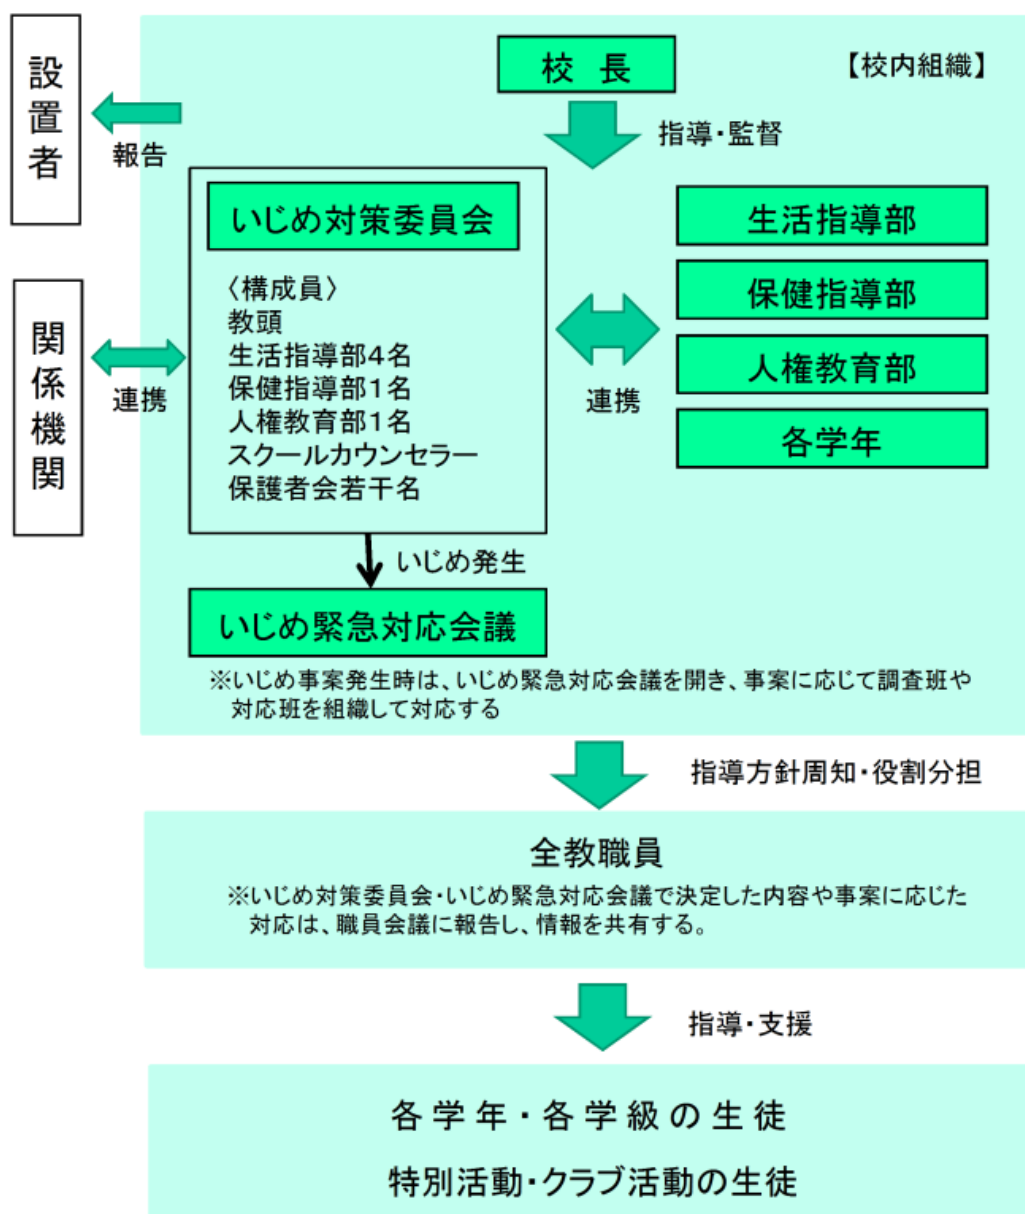 設置者
報告
関係機関
連携
校 長
【校内組織】
指導・監督
いじめ対策委員会
〈構成員〉
教頭
生活指導部4名
保健指導部1名
人権教育部1名
スクールカウンセラー
保護者会若干名
連携
生活指導部
保健指導部
人権教育部
各学年
いじめ発生
いじめ緊急対応会議
※いじめ事案発生時は、いじめ緊急対応会議を開き、事案に応じて調査班や
対応班を組織して対応する
指導方針周知・役割分担
全教職員
※いじめ対策委員会・いじめ緊急対応会議で決定した内容や事案に応じた
対応は、職員会議に報告し、情報を共有する。
指導・支援
各 学 年 ・ 各 学 級 の 生 徒
特別活動・クラブ活動の生徒